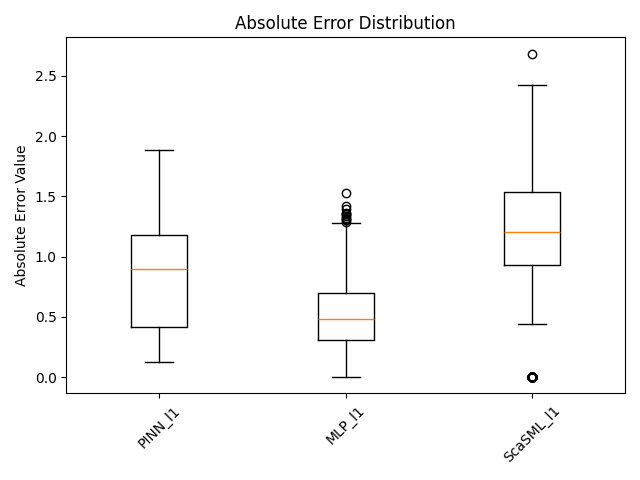 Absolute Error Distribution
Absolute Error Value
2.5
2.0
1.5
1.0
0.5
0.0
PINN_l1
MLP_l1
ScaSML_l1